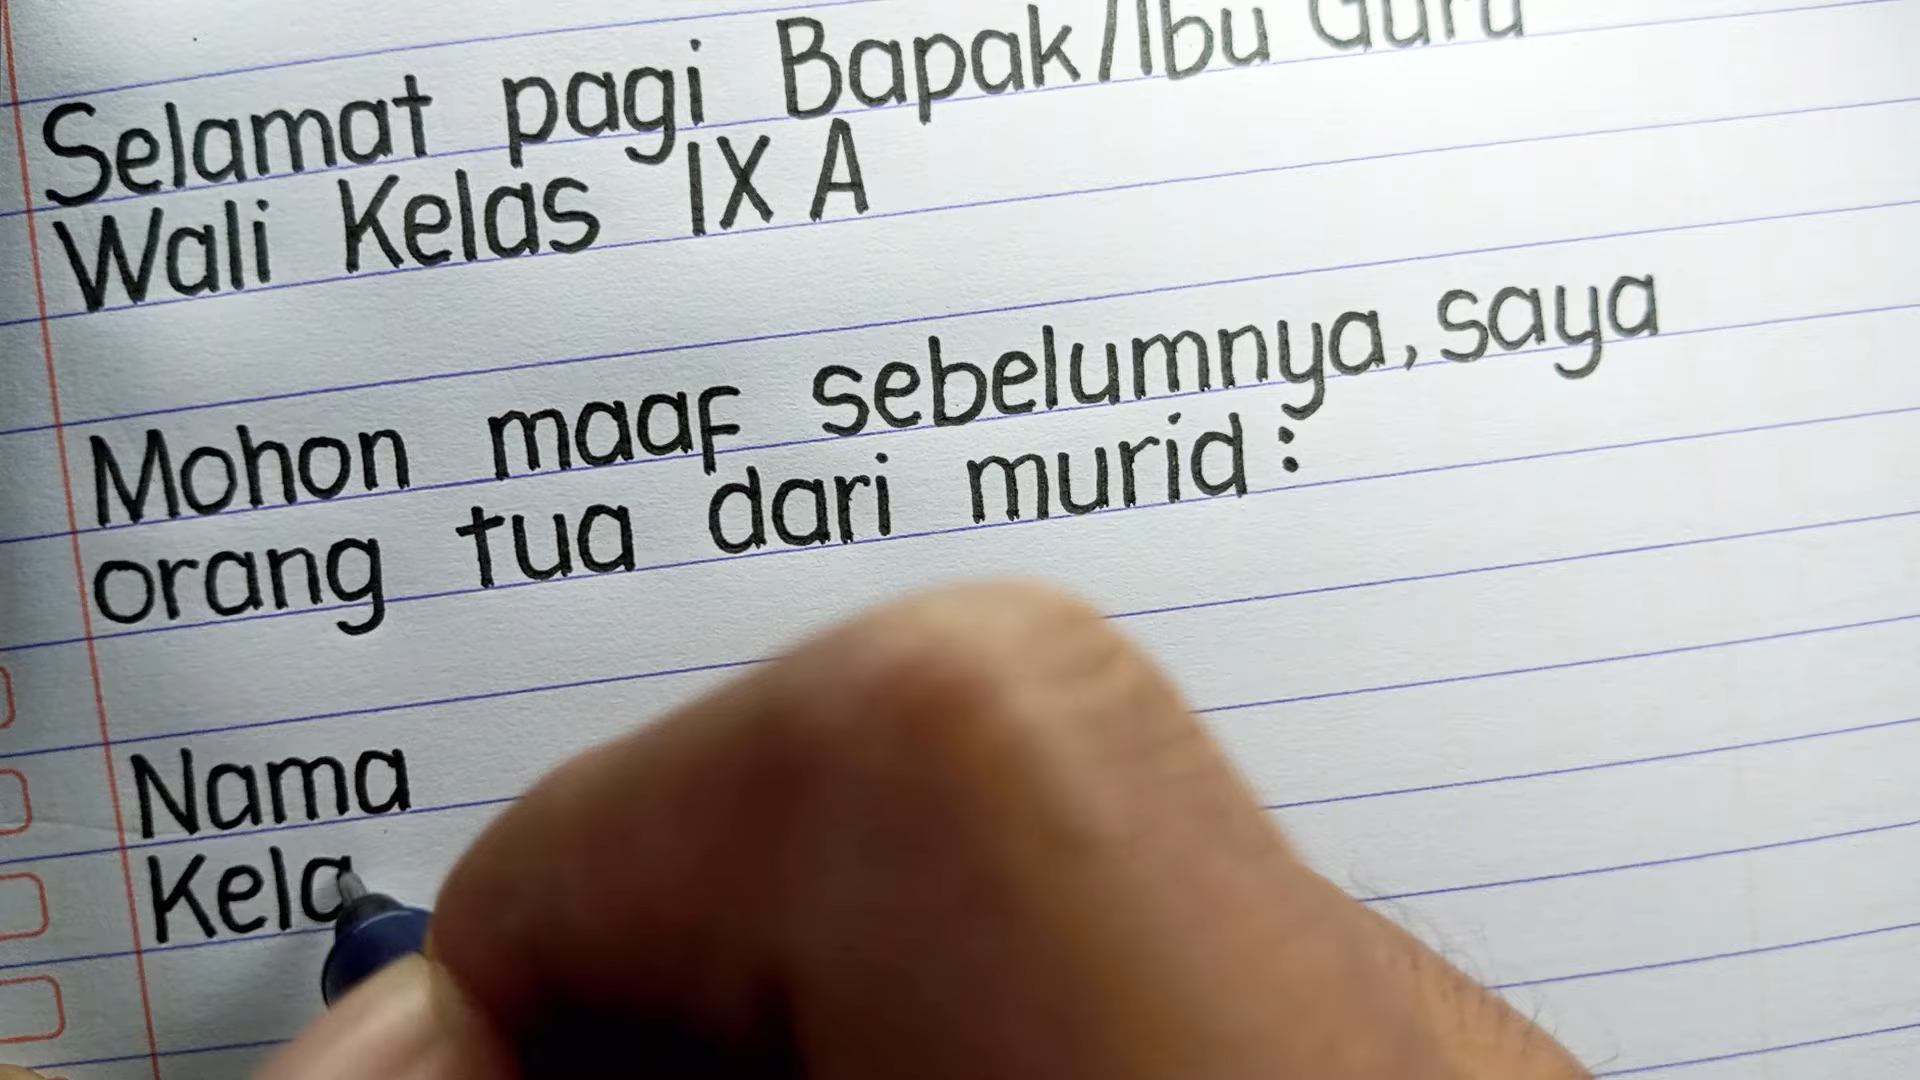 Selamat pagi Bapak/Ibu Guru
Wali Kelas IX A
Mohon maaf sebelumnya, saya
orang tua dari murid :
Nama
Kela